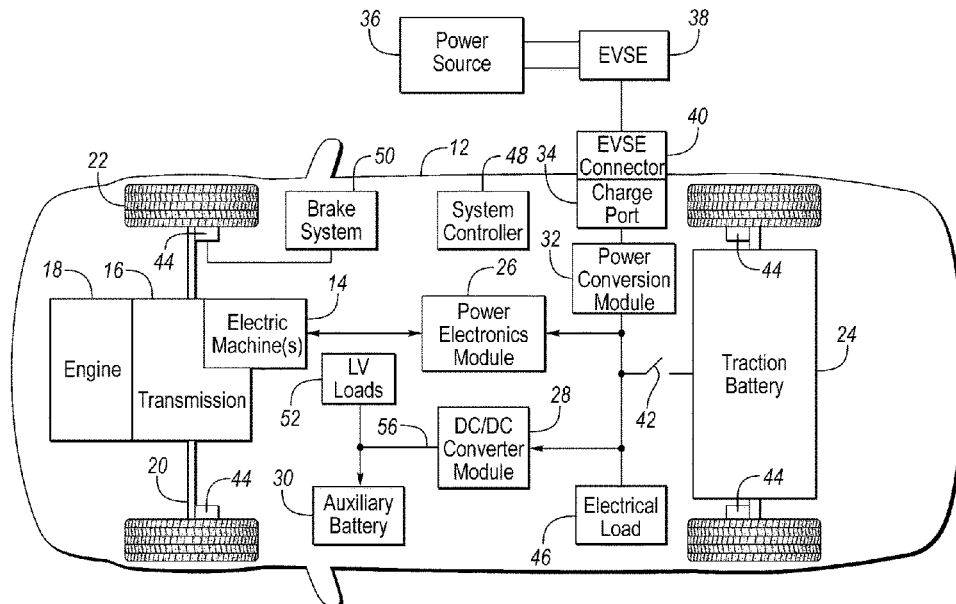 36
Power
Source
EVSE
38
EVSE
Connector
40
34
Charge
Port
22
50
12
48
Brake
System
System
Controller
44
32
Power
Conversion
Module
44
18
16
14
26
24
Engine
Transmission
Electric
Machine(s)
Power
Electronics
Module
Traction
Battery
42
LV
Loads
52
28
56
DC/DC
Converter
Module
20
44
30
Auxiliary
Battery
Electrical
Load
46
44